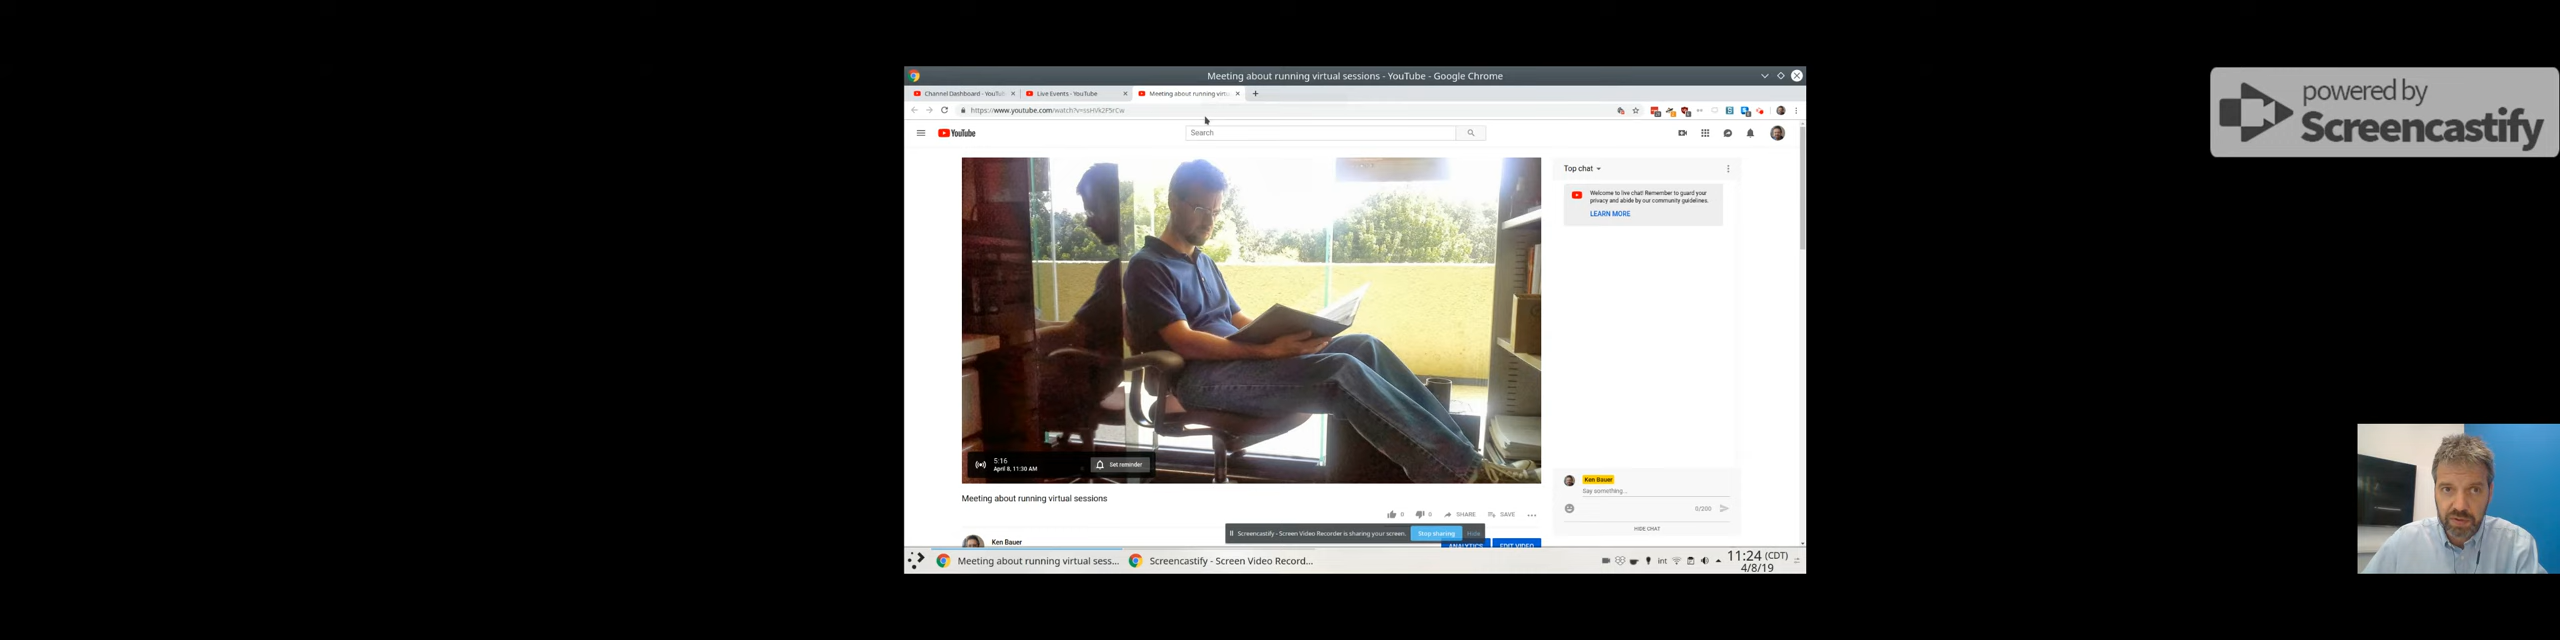 Meeting about running virtual sessions - YouTube - Google Chrome
Channel Dashboard - YouTub
Live Events - YouTube
Meeting about running virtu
https://www.youtube.com/watch?v=ssHVk2F5rCw
YouTube
Search
Top chat
Welcome to live chat! Remember to guard your
privacy and abide by our community guidelines.
LEARN MORE
5:16
April 8, 11:30 AM
Set reminder
Meeting about running virtual sessions
0
0
SHARE
SAVE
Ken Bauer
Say something...
0/200
HIDE CHAT
Screencastify - Screen Video Recorder is sharing your screen.
Stop sharing
Hide
Ken Bauer
ANALYTICS
EDIT VIDEO
Meeting about running virtual sess...
Screencastify - Screen Video Record...
int
11:24 (CDT)
4/8/19
powered by
Screencastify